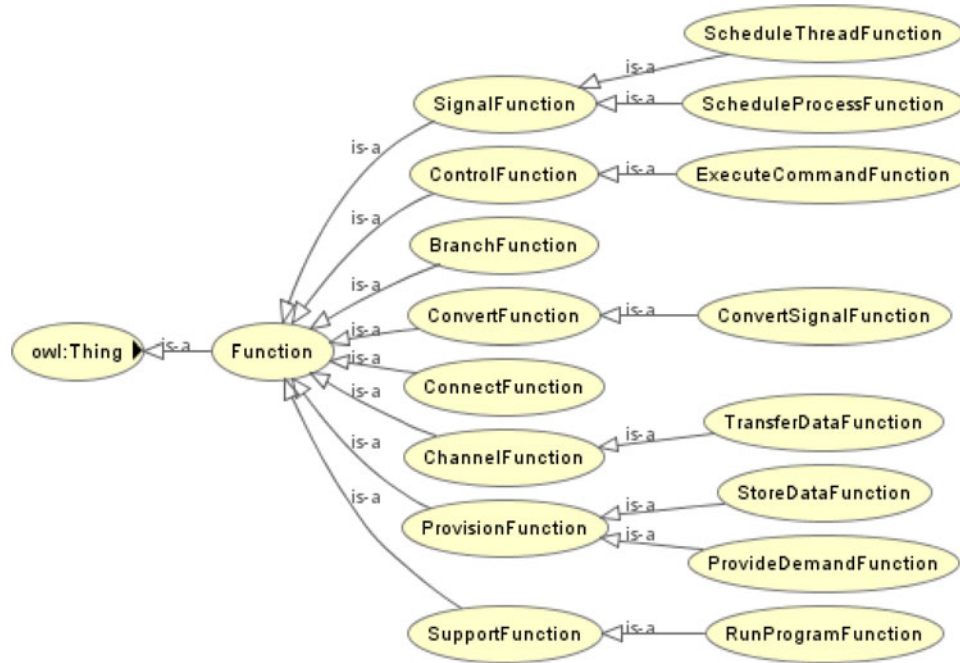 ScheduleThreadFunction
is-a
SignalFunction
is-a
ScheduleProcessFunction
is-a
ControlFunction
is-a
ExecuteCommandFunction
is-a
BranchFunction
is-a
ConvertFunction
is-a
ConvertSignalFunction
is-a
owl:Thing
is-a
Function
is-a
ConnectFunction
is-a
ChannelFunction
is-a
TransferDataFunction
is-a
ProvisionFunction
is-a
StoreDataFunction
is-a
ProvideDemandFunction
is-a
SupportFunction
is-a
RunProgramFunction